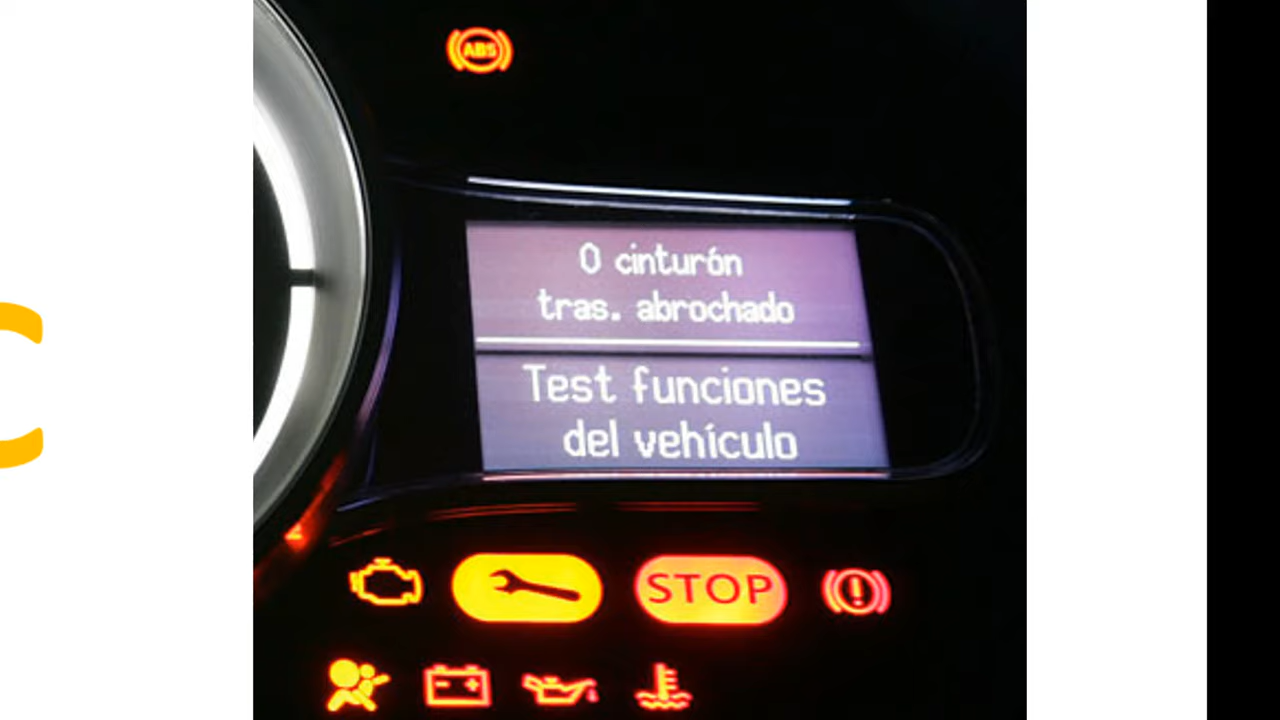 ABS
0 cinturón
tras. abrochado
Test funciones
del vehículo
STOP